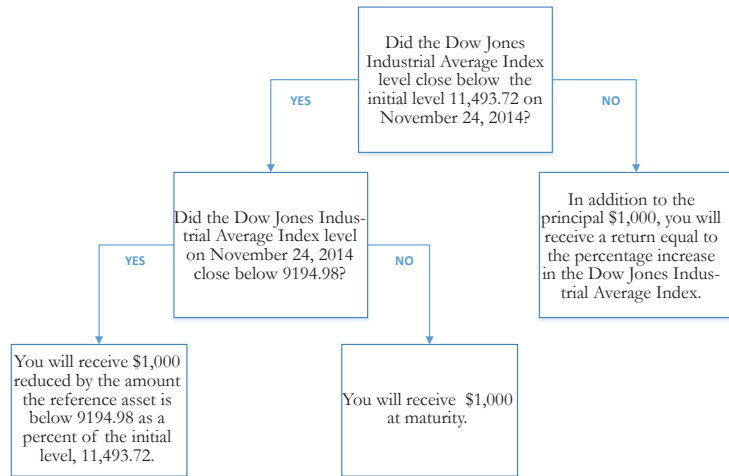 Did the Dow Jones
Industrial Average Index
level close below the
initial level 11,493.72 on
November 24, 2014?
YES
NO
Did the Dow Jones Indus-
trial Average Index level
on November 24, 2014
close below 9194.98?
In addition to the
principal $1,000, you will
receive a return equal to
the percentage increase
in the Dow Jones Indus-
trial Average Index.
YES
NO
You will receive $1,000
reduced by the amount
the reference asset is
below 9194.98 as a
percent of the initial
level, 11,493.72.
You will receive $1,000
at maturity.